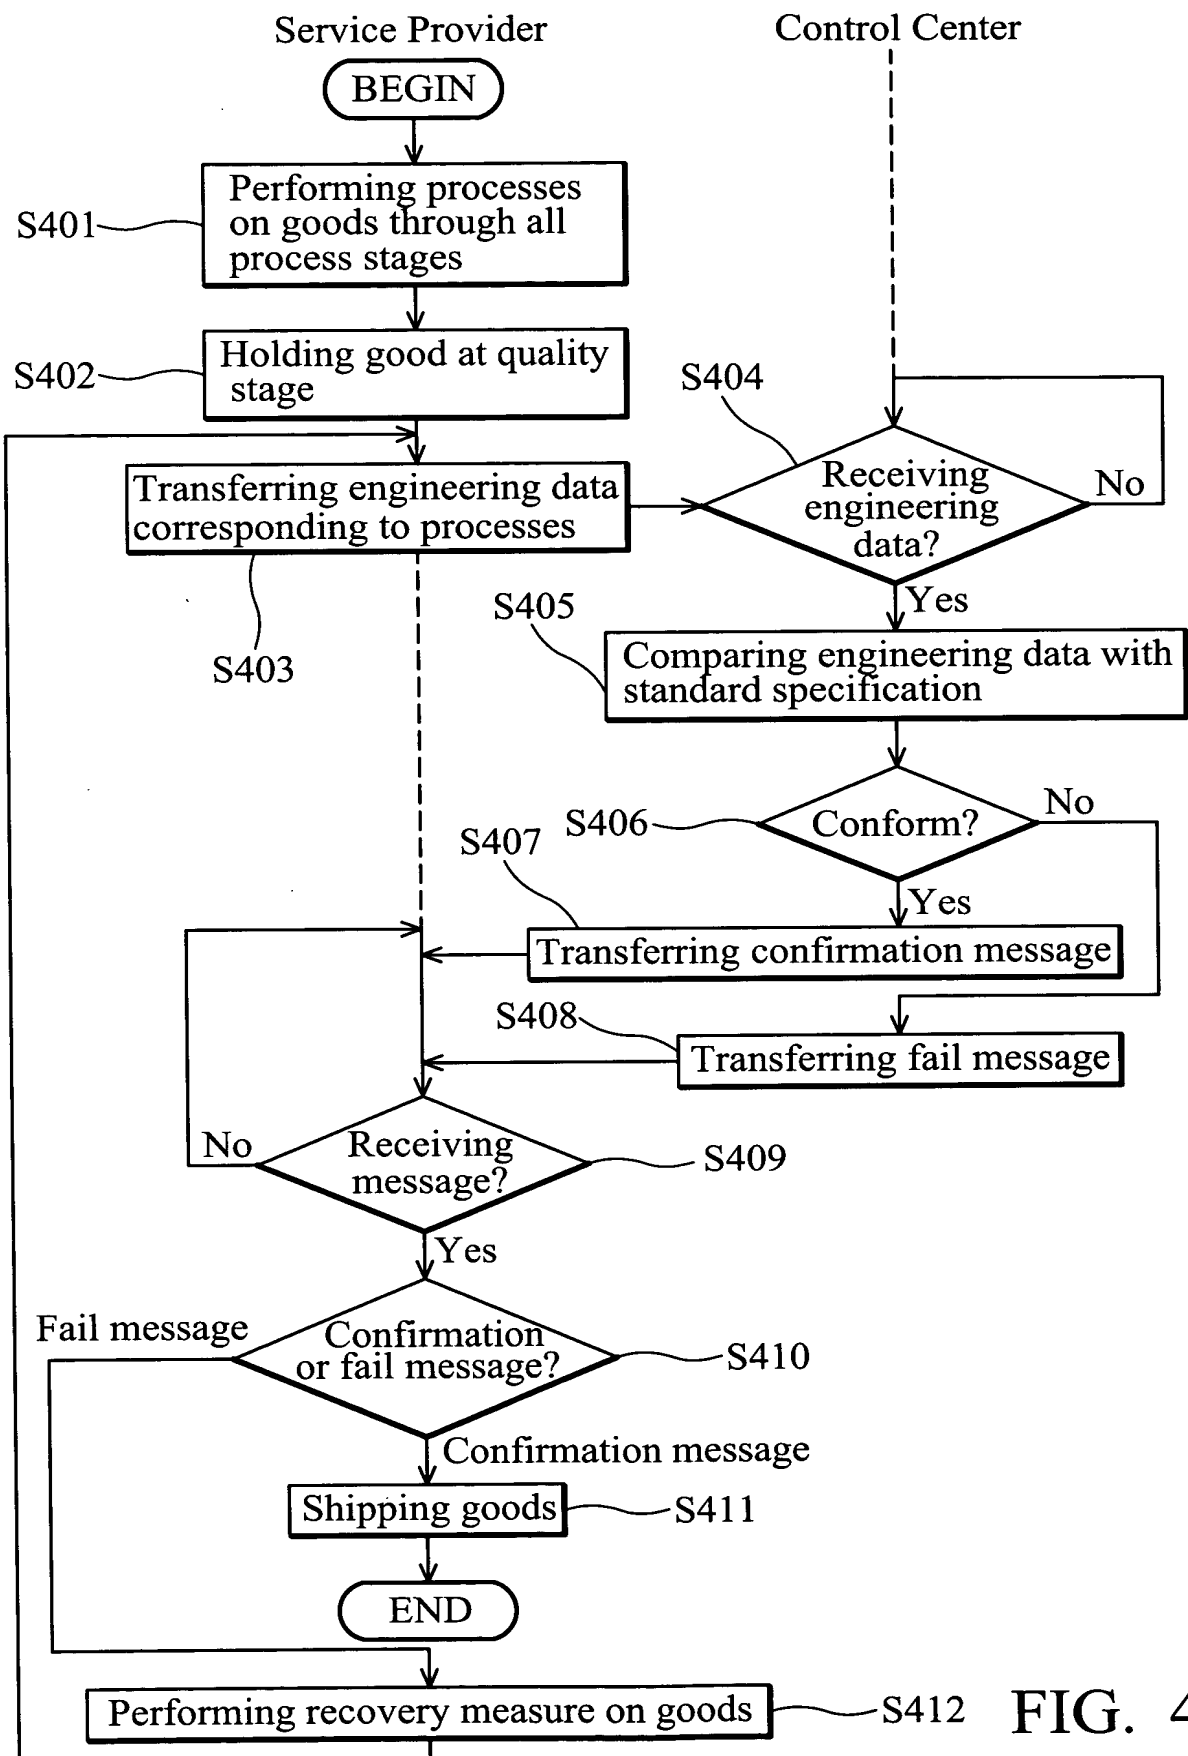 Service Provider
Control Center
BEGIN
Performing processes
on goods through all
process stages
S401
Holding good at quality
stage
S402
S404
Receiving
engineering
data?
No
Transferring engineering data
corresponding to processes
Yes
S405
S403
Comparing engineering data with
standard specification
No
S406
Conform?
S407
Yes
Transferring confirmation message
S408
Transferring fail message
No
Receiving
message?
S409
Yes
Fail message
Confirmation
or fail message?
S410
Confirmation message
Shipping goods
S411
END
Performing recovery measure on goods
S412
FIG. 4